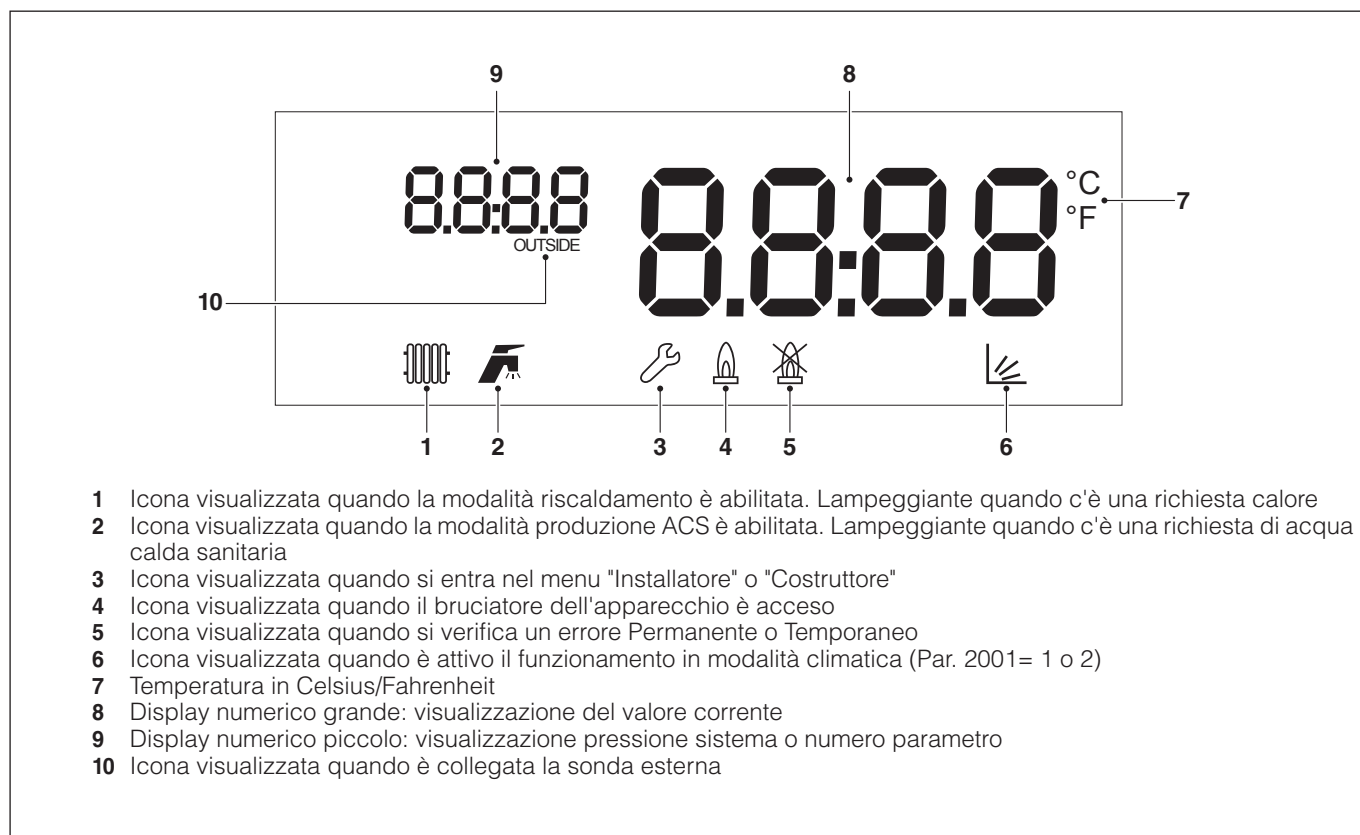 9
8
8.8:8.8
8.8:8.8
°C
°F
7
OUTSIDE
10
1
2
3
4
5
6
1 Icona visualizzata quando la modalità riscaldamento è abilitata. Lampeggiante quando c'è una richiesta calore
2 Icona visualizzata quando la modalità produzione ACS è abilitata. Lampeggiante quando c'è una richiesta di acqua
calda sanitaria
3 Icona visualizzata quando si entra nel menu "Installatore" o "Costruttore"
4 Icona visualizzata quando il bruciatore dell'apparecchio è acceso
5 Icona visualizzata quando si verifica un errore Permanente o Temporaneo
6 Icona visualizzata quando è attivo il funzionamento in modalità climatica (Par. 2001= 1 o 2)
7 Temperatura in Celsius/Fahrenheit
8 Display numerico grande: visualizzazione del valore corrente
9 Display numerico piccolo: visualizzazione pressione sistema o numero parametro
10 Icona visualizzata quando è collegata la sonda esterna